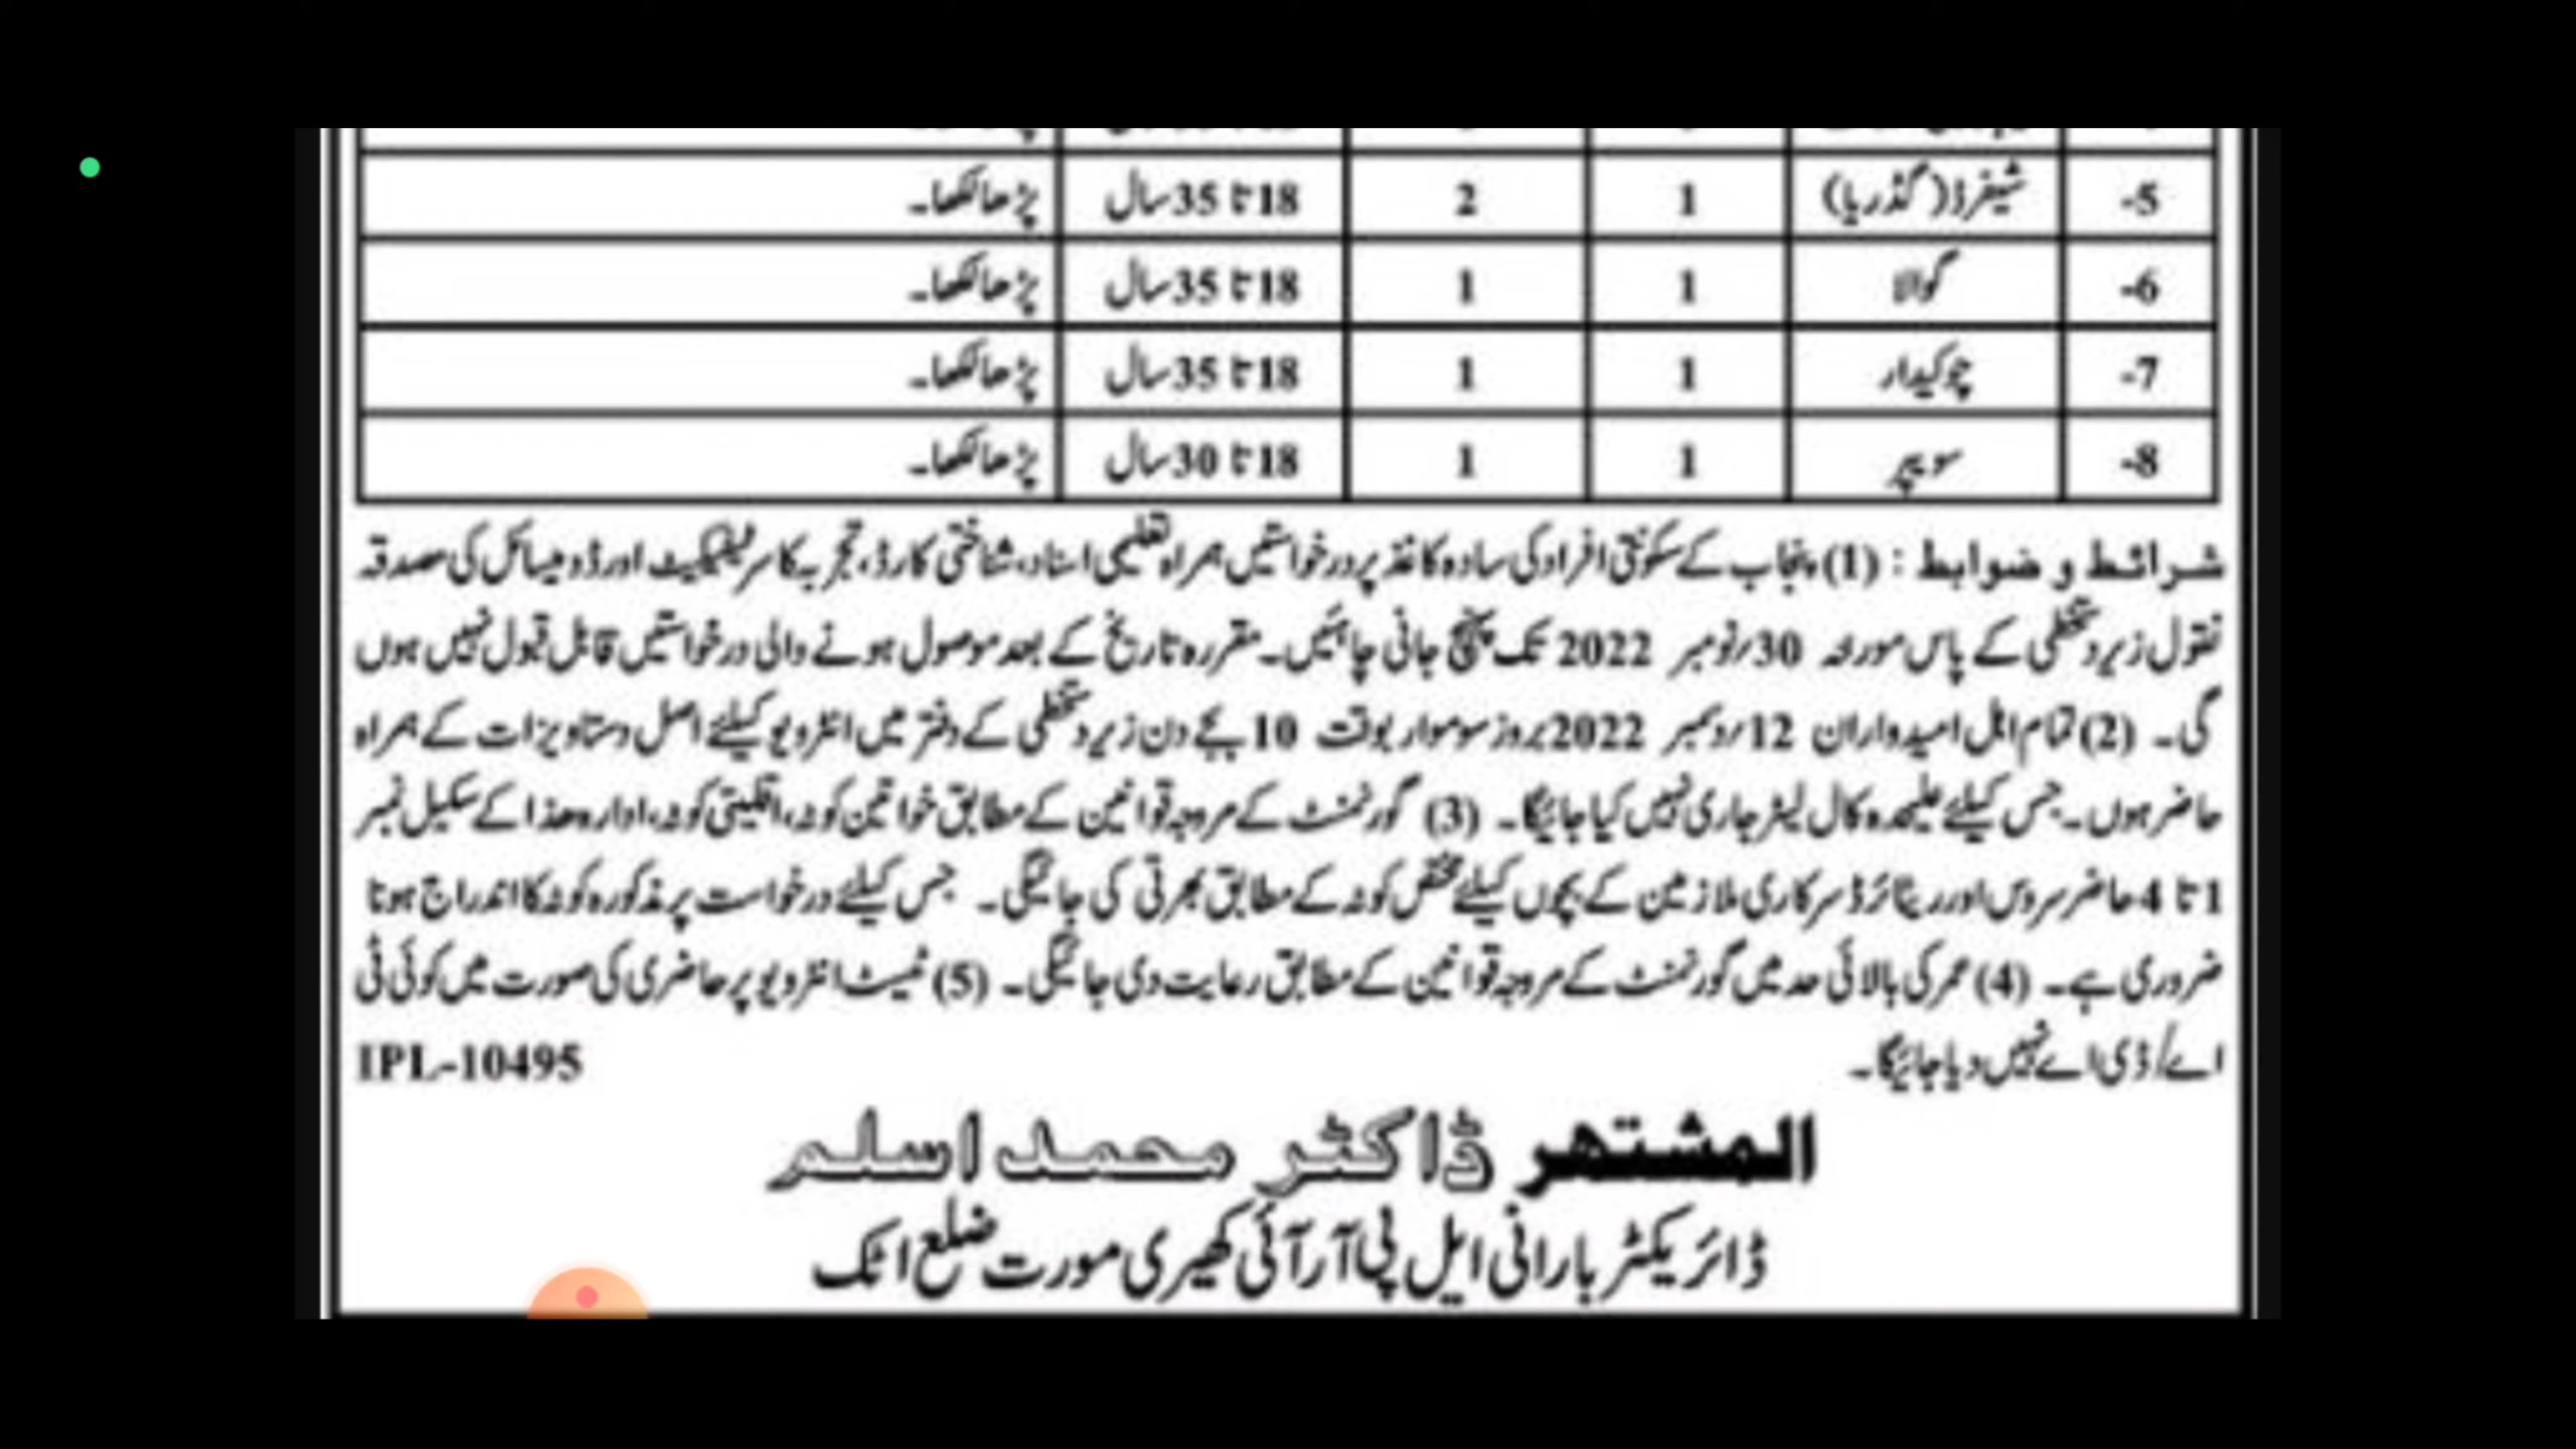 -5 شیفرڈ(گڈریا) 1 2 18 تا 35 سال پڑھا لکھا۔
-6 گوالا 1 1 18 تا 35 سال پڑھا لکھا۔
-7 چوکیدار 1 1 18 تا 35 سال پڑھا لکھا۔
-8 سویپر 1 1 18 تا 30 سال پڑھا لکھا۔
شرائط و ضوابط : (1) پنجاب کے سکونتی افراد کی سادہ کاغذ پر درخواستیں ہمراہ تعلیمی اسناد، شناختی کارڈ، تجربہ کا سرٹیفکیٹ اور ڈومیسائل کی مصدقہ
نقول زیر دستخطی کے پاس مورخہ 30/نومبر 2022 تک پہنچ جانی چاہئیں۔ مقررہ تاریخ کے بعد موصول ہونے والی درخواستیں قابل قبول نہیں ہوں
گی۔ (2) تمام اہل امیدواران 12/دسمبر 2022 بروز سوموار بوقت 10 بجے دن زیر دستخطی کے دفتر میں انٹرویو کیلئے اصل دستاویزات کے ہمراہ
حاضر ہوں۔ جس کیلئے علیحدہ کال لیٹر جاری نہیں کیا جائیگا۔ (3) گورنمنٹ کے مروجہ قوانین کے مطابق خواتین کوٹہ، اقلیتی کوٹہ، ادارہ ھذا کے سکیل نمبر
1 تا 4 حاضر سروس اور ریٹائرڈ سرکاری ملازمین کے بچوں کیلئے مختص کوٹہ کے مطابق بھرتی کی جائیگی۔ جس کیلئے درخواست پر مذکورہ کوٹہ کا اندراج ہونا
ضروری ہے۔ (4) عمر کی بالائی حد میں گورنمنٹ کے مروجہ قوانین کے مطابق رعایت دی جائیگی۔ (5) ٹیسٹ انٹرویو پر حاضری کی صورت میں کوئی ٹی
اے/ڈی اے نہیں دیا جائیگا۔ IPL-10495
المشتھر ڈاکٹر محمد اسلم
ڈائریکٹر بارانی ایل پی آر آئی کھیری مورت ضلع اٹک